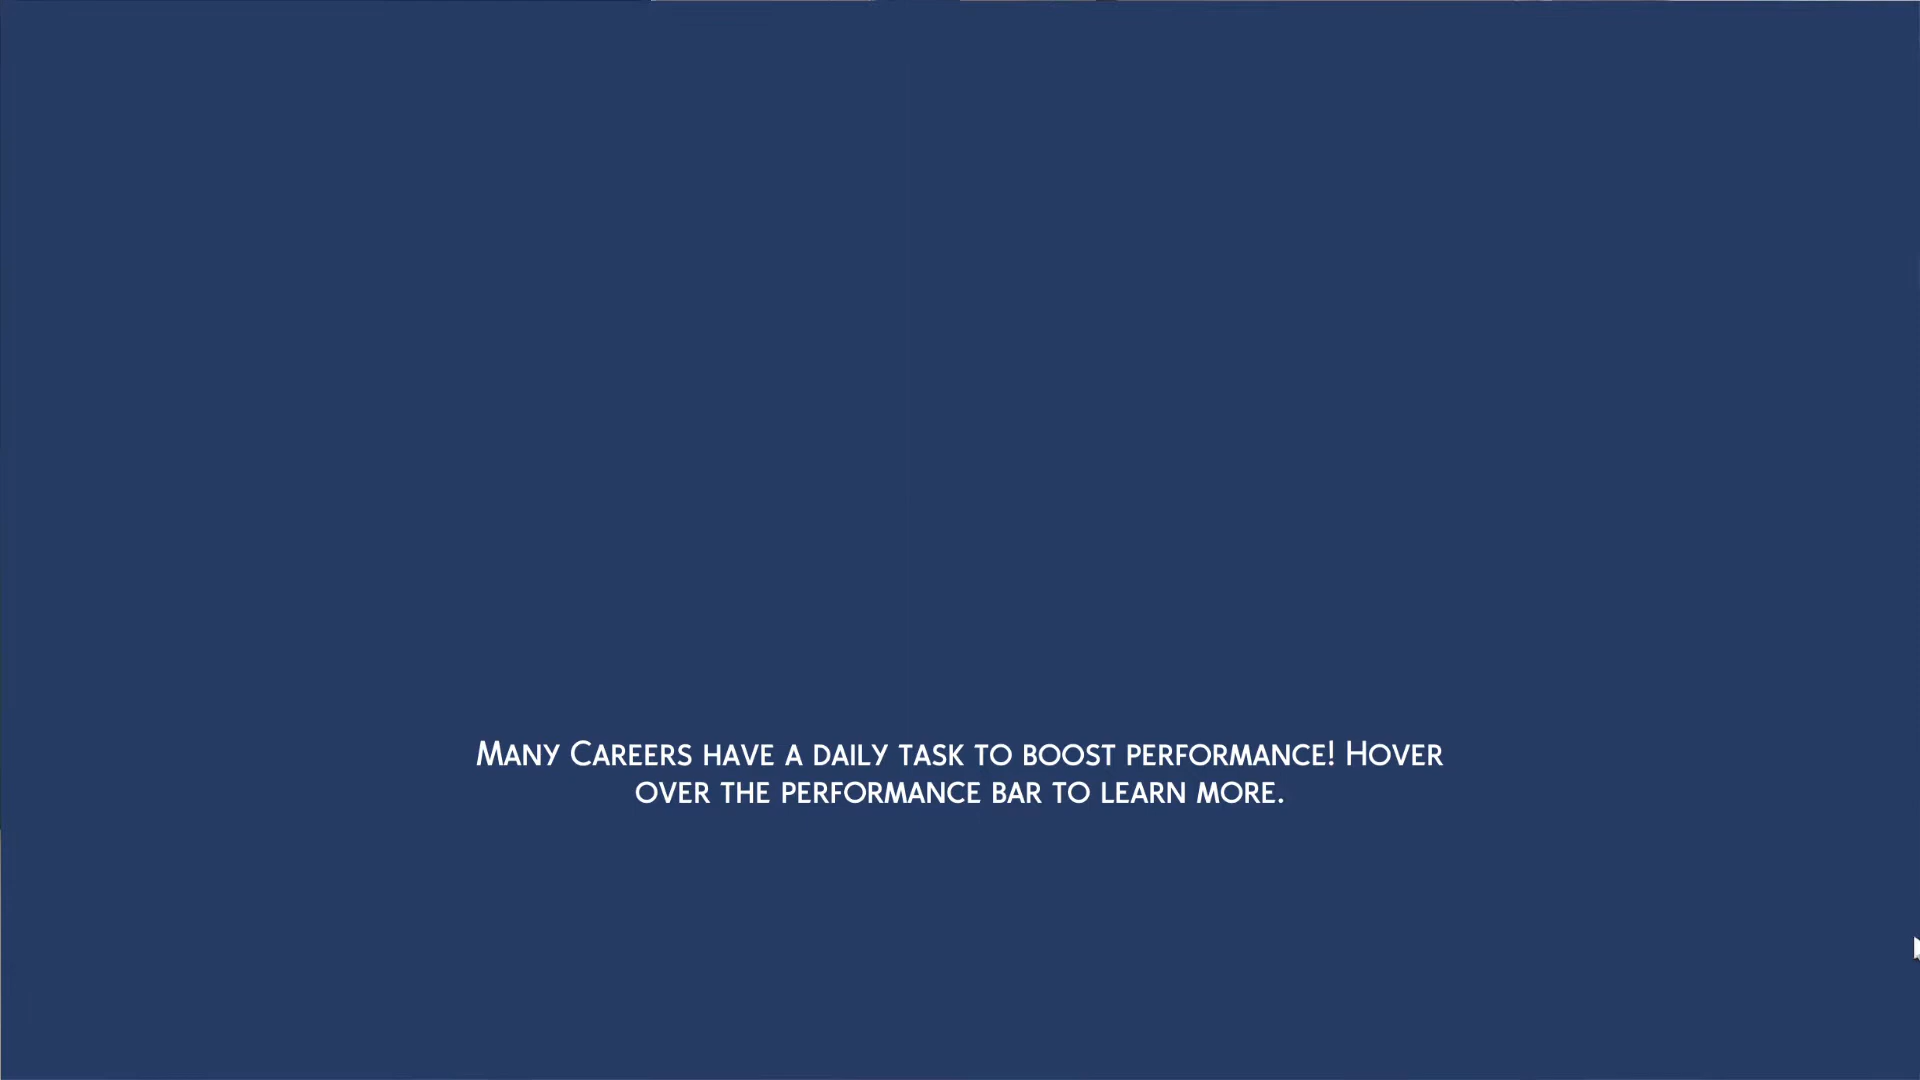 Many Careers have a daily task to boost performance! Hover
over the performance bar to learn more.